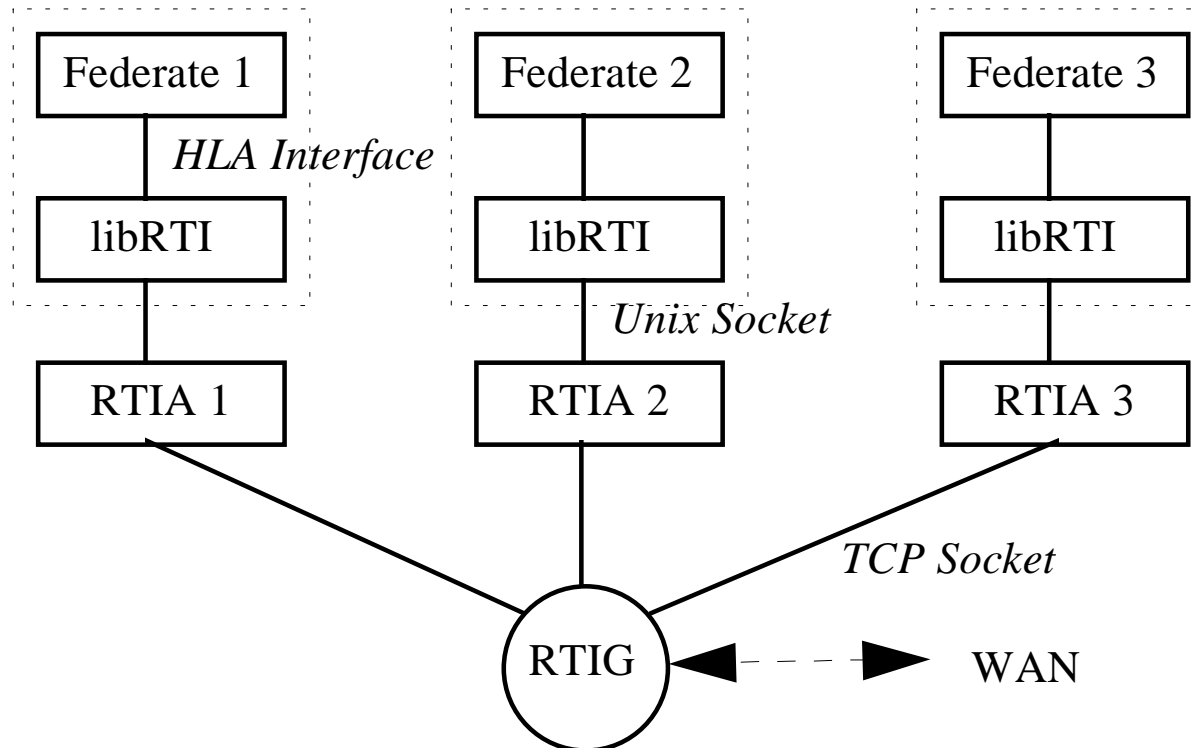 Federate 1
Federate 2
Federate 3
HLA Interface
libRTI
libRTI
libRTI
Unix Socket
RTIA 1
RTIA 2
RTIA 3
TCP Socket
RTIG
WAN